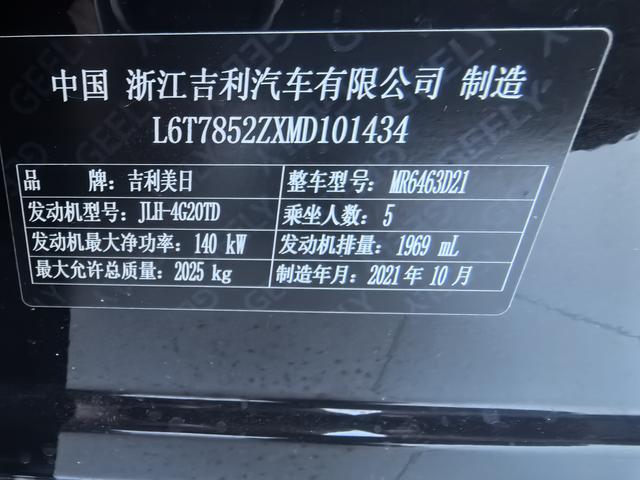 中国 浙江吉利汽车有限公司 制造
L6T7852ZXMD101434
品 牌：吉利美日 整车型号：MR6463D21
发动机型号：JLH-4G20TD 乘坐人数：5
发动机最大净功率：140 kW 发动机排量：1969 mL
最大允许总质量：2025 kg 制造年月：2021 年 10 月
GEELY